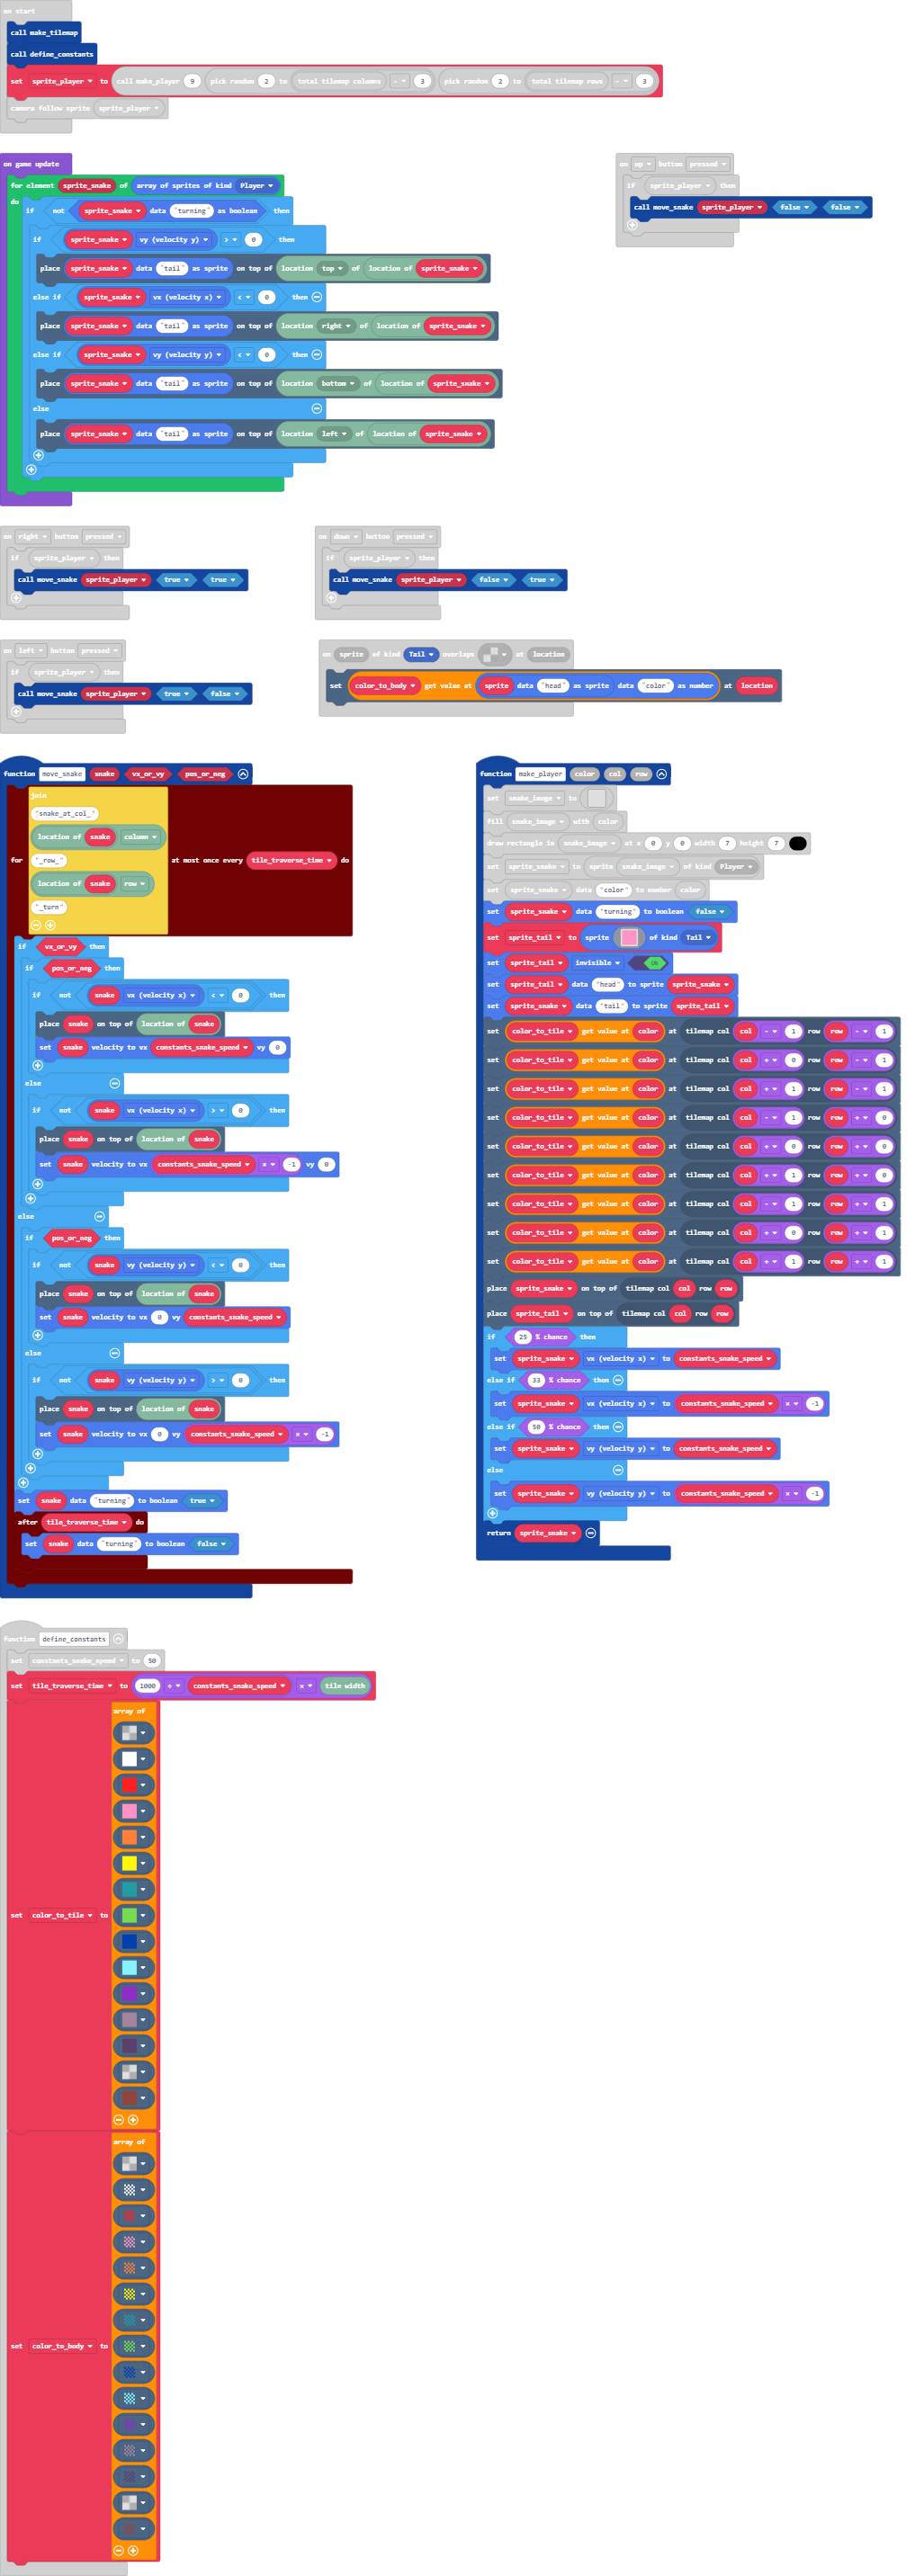 on start
call make_tilemap
call define_constants
set sprite_player to call make_player 9 pick random 2 to total tilemap columns - 3 pick random 2 to total tilemap rows - 3
camera follow sprite sprite_player
on game update
for element sprite_snake of array of sprites of kind Player
do
if not sprite_snake data "turning" as boolean then
if sprite_snake vy (velocity y) > 0 then
place sprite_snake data "tail" as sprite on top of location top of location of sprite_snake
else if sprite_snake vx (velocity x) < 0 then
place sprite_snake data "tail" as sprite on top of location right of location of sprite_snake
else if sprite_snake vy (velocity y) < 0 then
place sprite_snake data "tail" as sprite on top of location bottom of location of sprite_snake
else
place sprite_snake data "tail" as sprite on top of location left of location of sprite_snake
on up button pressed
if sprite_player then
call move_snake sprite_player false false
on right button pressed
if sprite_player then
call move_snake sprite_player true true
on down button pressed
if sprite_player then
call move_snake sprite_player false true
on left button pressed
if sprite_player then
call move_snake sprite_player true false
on sprite of kind Tail overlaps at location
set color_to_body get value at sprite data "head" as sprite data "color" as number at location
function move_snake snake vx_or_vy pos_or_neg
for join
"snake_at_col_"
location of snake column
"_row_"
location of snake row
"_turn"
at most once every tile_traverse_time do
if vx_or_vy then
if pos_or_neg then
if not snake vx (velocity x) < 0 then
place snake on top of location of snake
set snake velocity to vx constants_snake_speed vy 0
else
if not snake vx (velocity x) > 0 then
place snake on top of location of snake
set snake velocity to vx constants_snake_speed × -1 vy 0
else
if pos_or_neg then
if not snake vy (velocity y) < 0 then
place snake on top of location of snake
set snake velocity to vx 0 vy constants_snake_speed
else
if not snake vy (velocity y) > 0 then
place snake on top of location of snake
set snake velocity to vx 0 vy constants_snake_speed × -1
set snake data "turning" to boolean true
after tile_traverse_time do
set snake data "turning" to boolean false
function make_player color col row
set snake_image to
fill snake_image with color
draw rectangle in snake_image at x 0 y 0 width 7 height 7
set sprite_snake to sprite snake_image of kind Player
set sprite_snake data "color" to number color
set sprite_snake data "turning" to boolean false
set sprite_tail to sprite of kind Tail
set sprite_tail invisible on
set sprite_tail data "head" to sprite sprite_snake
set sprite_snake data "tail" to sprite sprite_tail
set color_to_tile get value at color at tilemap col col - 1 row row - 1
set color_to_tile get value at color at tilemap col col + 0 row row - 1
set color_to_tile get value at color at tilemap col col + 1 row row - 1
set color_to_tile get value at color at tilemap col col - 1 row row + 0
set color_to_tile get value at color at tilemap col col + 0 row row + 0
set color_to_tile get value at color at tilemap col col + 1 row row + 0
set color_to_tile get value at color at tilemap col col - 1 row row + 1
set color_to_tile get value at color at tilemap col col + 0 row row + 1
set color_to_tile get value at color at tilemap col col + 1 row row + 1
place sprite_snake on top of tilemap col col row row
place sprite_tail on top of tilemap col col row row
if 25 % chance then
set sprite_snake vx (velocity x) to constants_snake_speed
else if 33 % chance then
set sprite_snake vx (velocity x) to constants_snake_speed × -1
else if 50 % chance then
set sprite_snake vy (velocity y) to constants_snake_speed
else
set sprite_snake vy (velocity y) to constants_snake_speed × -1
return sprite_snake
function define_constants
set constants_snake_speed to 50
set tile_traverse_time to 1000 ÷ constants_snake_speed × tile width
set color_to_tile to array of
set color_to_body to array of